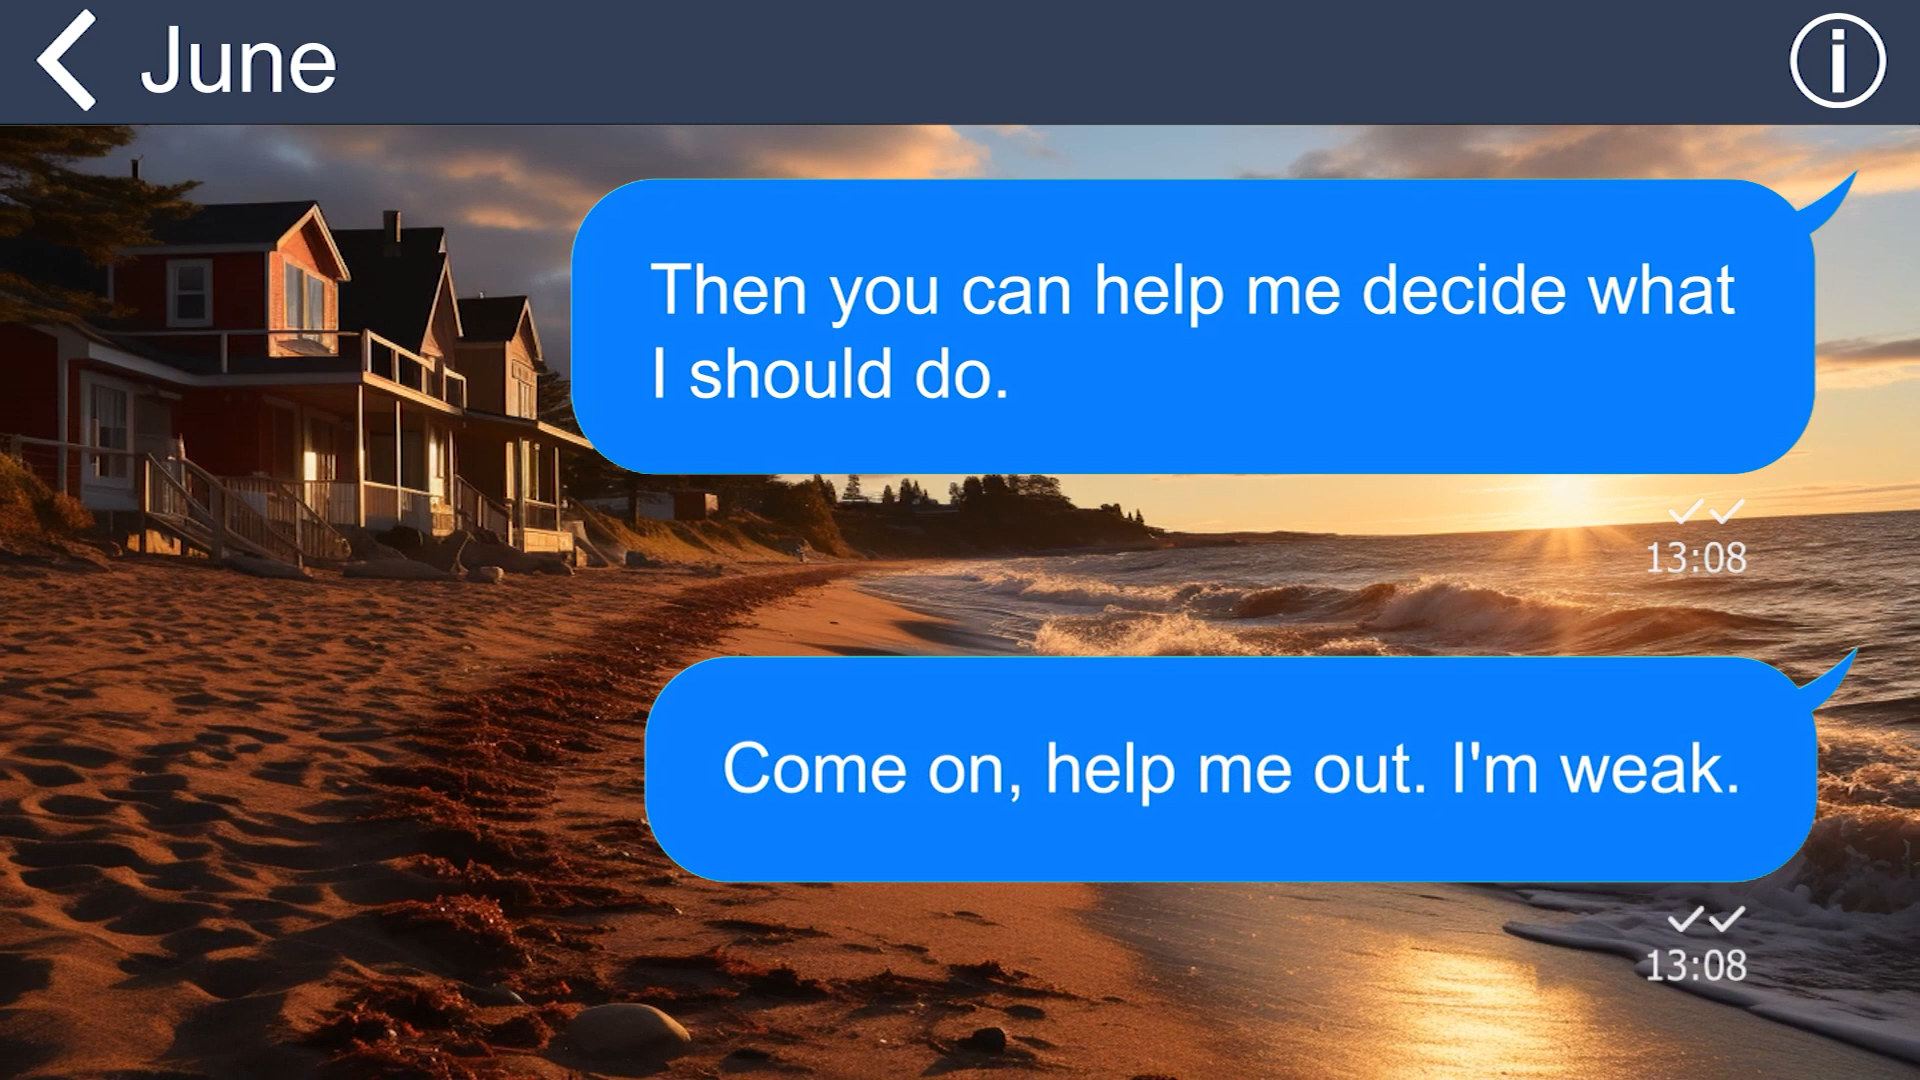 June
Then you can help me decide what
I should do.
13:08
Come on, help me out. I'm weak.
13:08